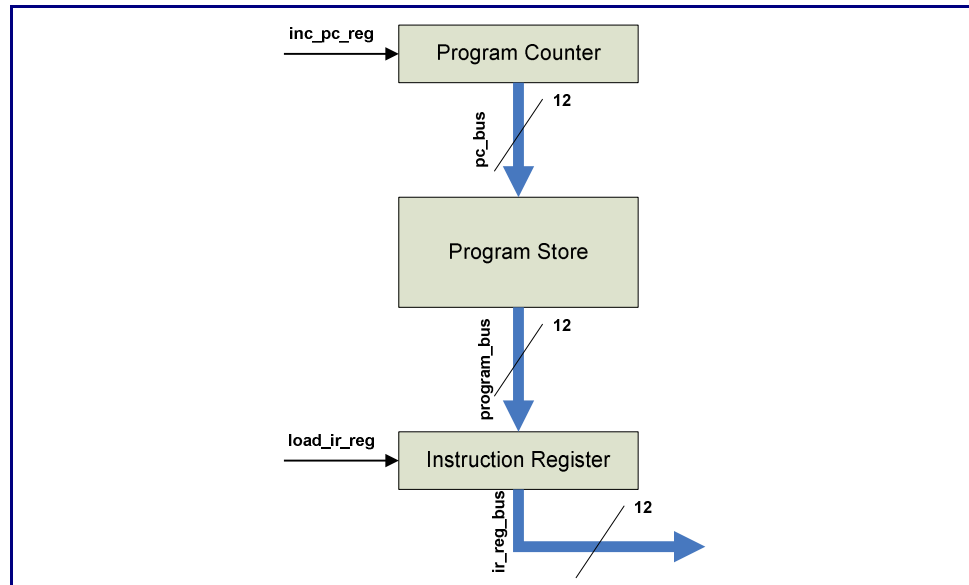 inc_pc_reg
Program Counter
12
pc_bus
Program Store
12
program_bus
load_ir_reg
Instruction Register
12
ir_reg_bus